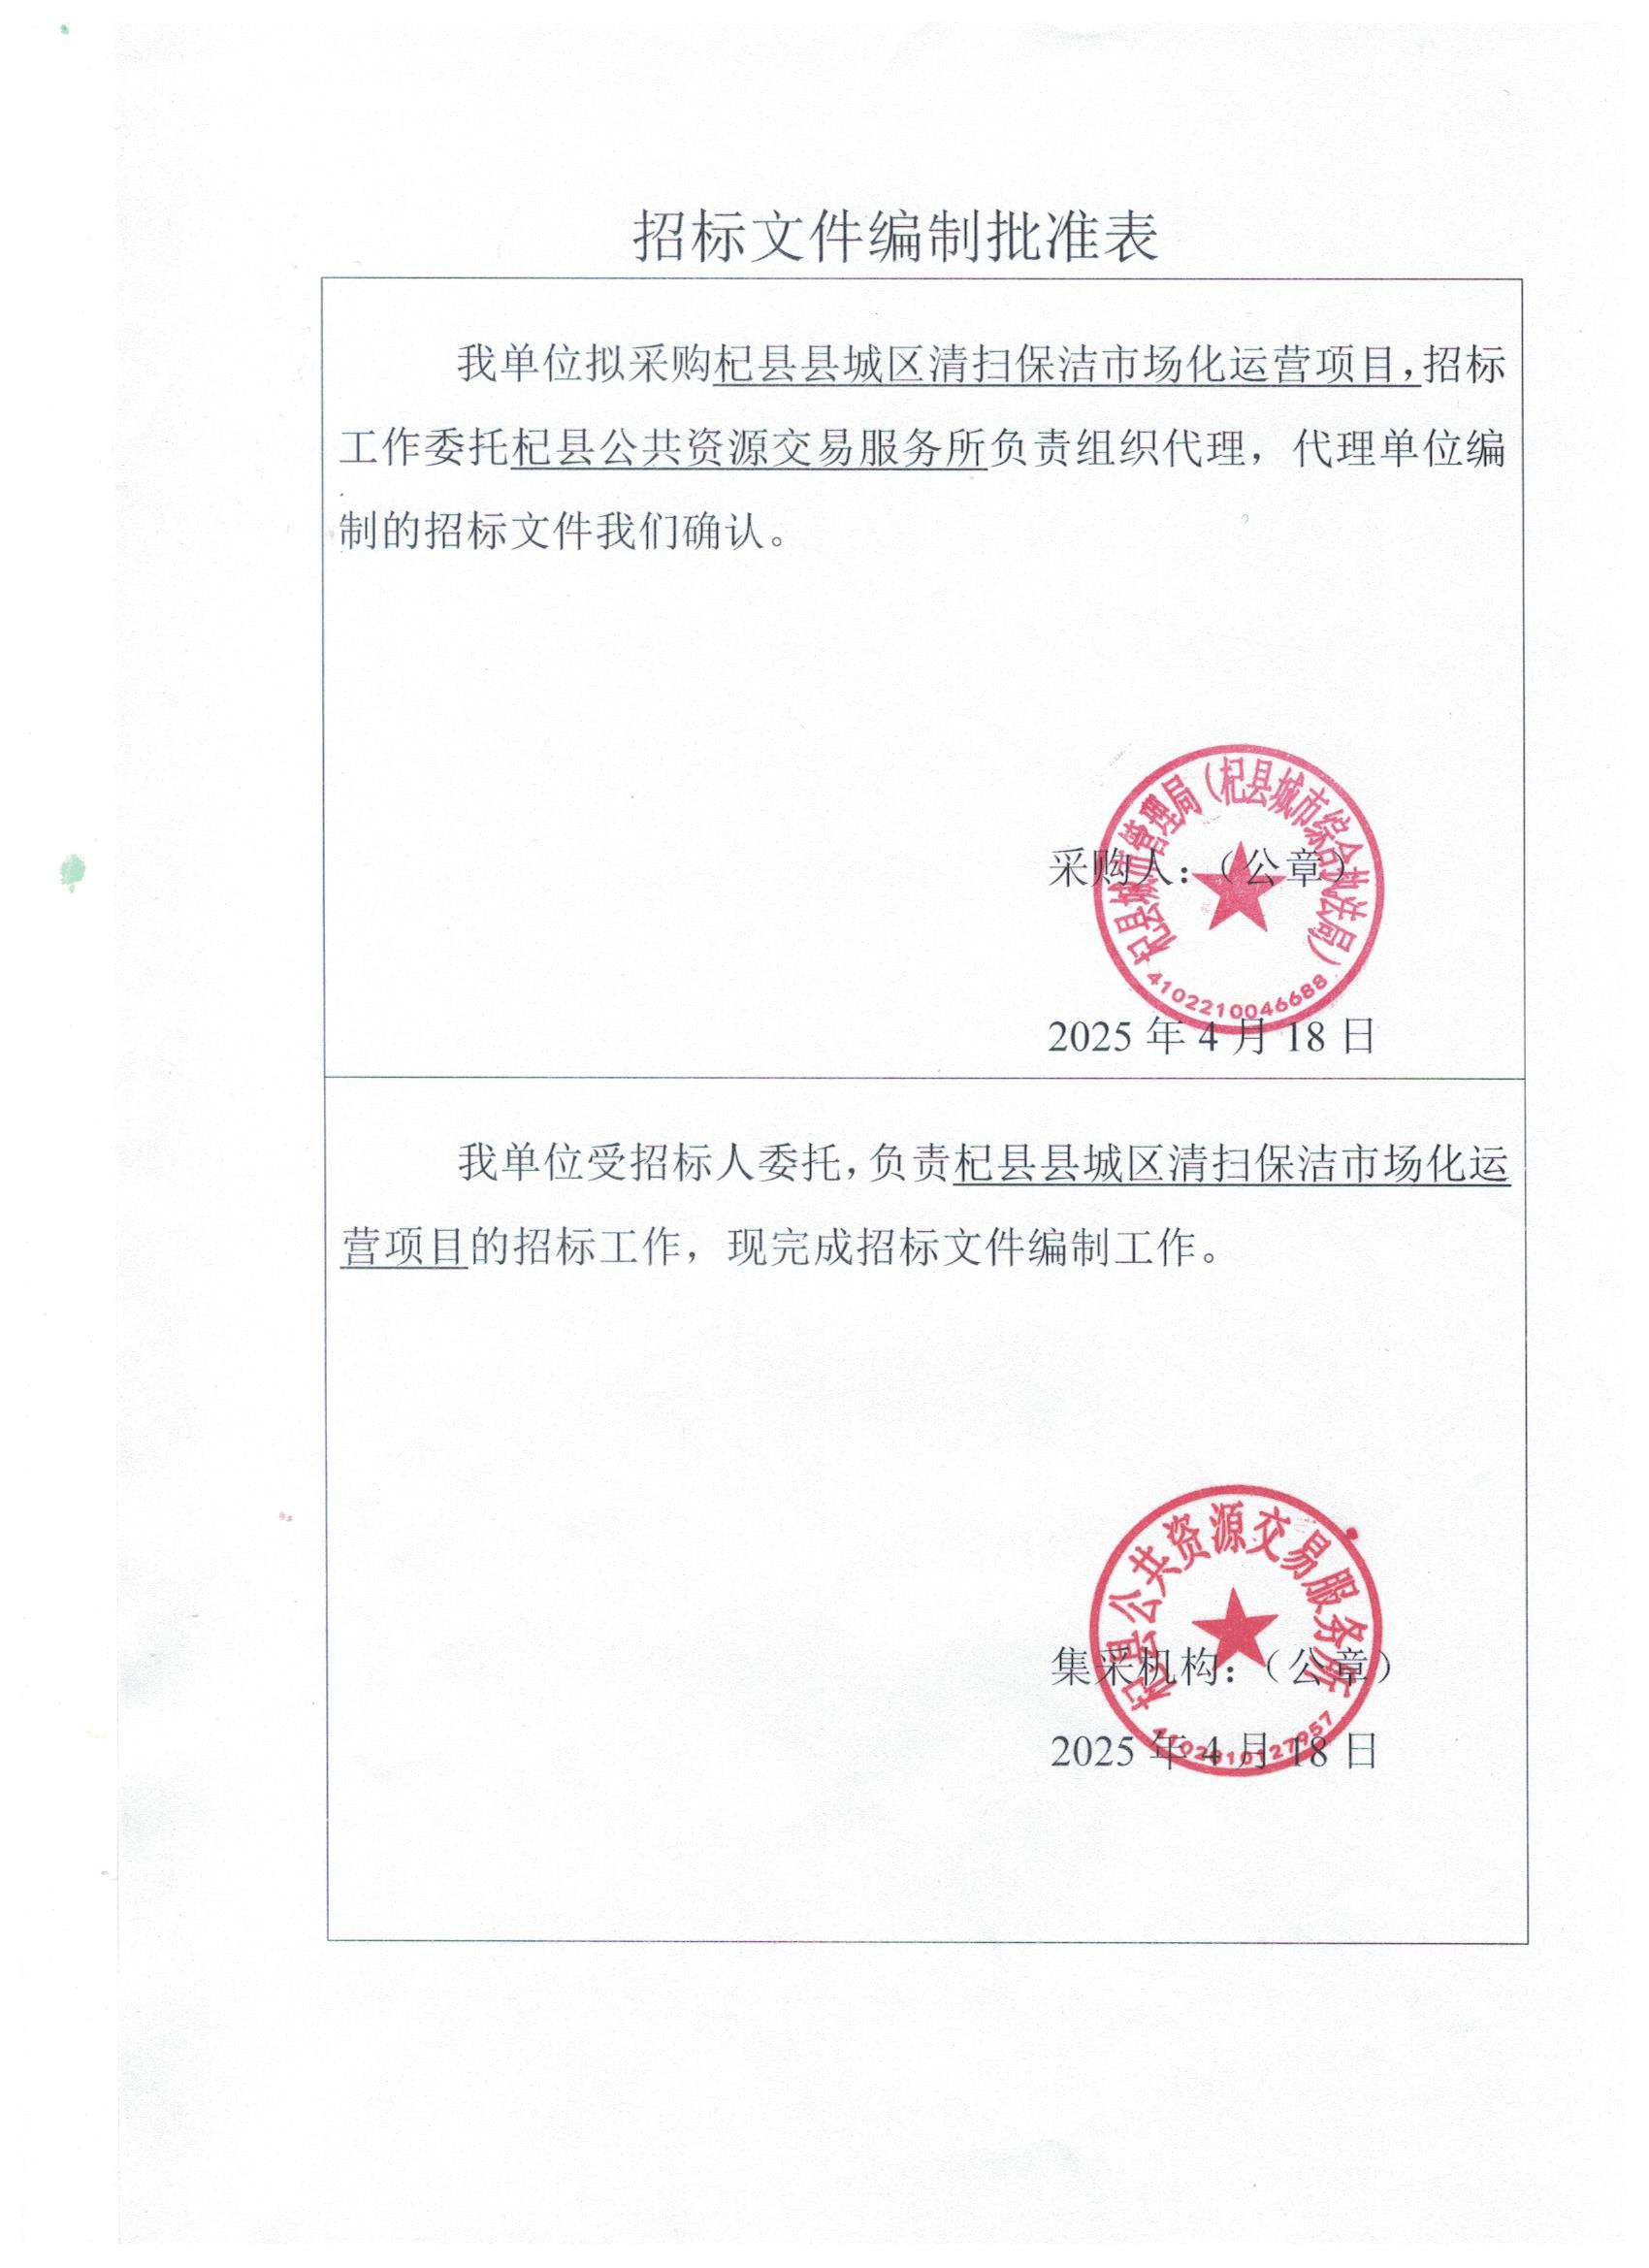 招标文件编制批准表
我单位拟采购杞县县城区清扫保洁市场化运营项目，招标
工作委托杞县公共资源交易服务所负责组织代理，代理单位编
制的招标文件我们确认。
杞县城市管理局（杞县城市综合执法局）
采购人：（公章）
4102210046688
2025 年 4 月 18 日
我单位受招标人委托，负责杞县县城区清扫保洁市场化运
营项目的招标工作，现完成招标文件编制工作。
杞县公共资源交易服务所
集采机构：（公章）
2025 年 4 月 18 日